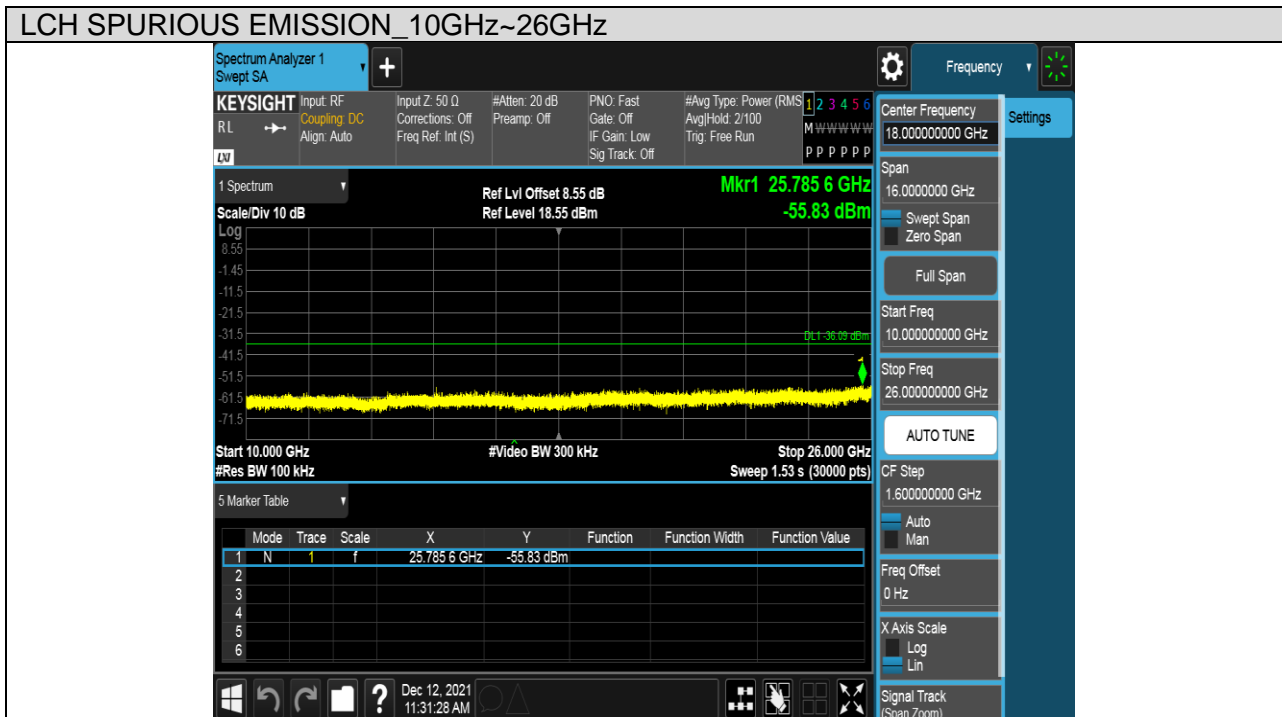 LCH SPURIOUS EMISSION_10GHz~26GHz
Spectrum Analyzer 1
Swept SA
Frequency
KEYSIGHT
RL
LXI
Input: RF
Coupling: DC
Align: Auto
Input Z: 50 Ω
Corrections: Off
Freq Ref: Int (S)
#Atten: 20 dB
Preamp: Off
PNO: Fast
Gate: Off
IF Gain: Low
Sig Track: Off
#Avg Type: Power (RMS
Avg|Hold: 2/100
Trig: Free Run
1 2 3 4 5 6
M W W W W W
P P P P P P
1 Spectrum
Scale/Div 10 dB
Ref Lvl Offset 8.55 dB
Ref Level 18.55 dBm
Mkr1 25.785 6 GHz
-55.83 dBm
Log
8.55
-1.45
-11.5
-21.5
-31.5
-41.5
-51.5
-61.5
-71.5
DL1 -36.09 dBm
1
Start 10.000 GHz
#Res BW 100 kHz
#Video BW 300 kHz
Stop 26.000 GHz
Sweep 1.53 s (30000 pts)
5 Marker Table
Mode Trace Scale X Y Function Function Width Function Value
1 N 1 f 25.785 6 GHz -55.83 dBm
2
3
4
5
6
Dec 12, 2021
11:31:28 AM
Center Frequency
18.000000000 GHz
Span
16.0000000 GHz
Swept Span
Zero Span
Full Span
Start Freq
10.000000000 GHz
Stop Freq
26.000000000 GHz
AUTO TUNE
CF Step
1.600000000 GHz
Auto
Man
Freq Offset
0 Hz
X Axis Scale
Log
Lin
Signal Track
(Span Zoom)
Settings